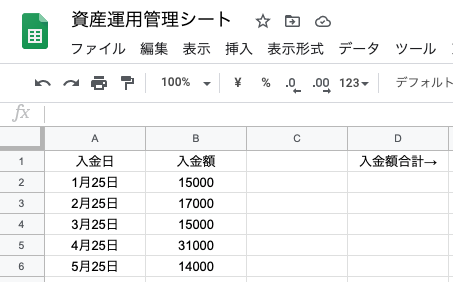 資産運用管理シート
ファイル 編集 表示 挿入 表示形式 データ ツール
100% ¥ % .0 .00 123 デフォルト
fx
A B C D
1 入金日 入金額 入金額合計→
2 1月25日 15000
3 2月25日 17000
4 3月25日 15000
5 4月25日 31000
6 5月25日 14000